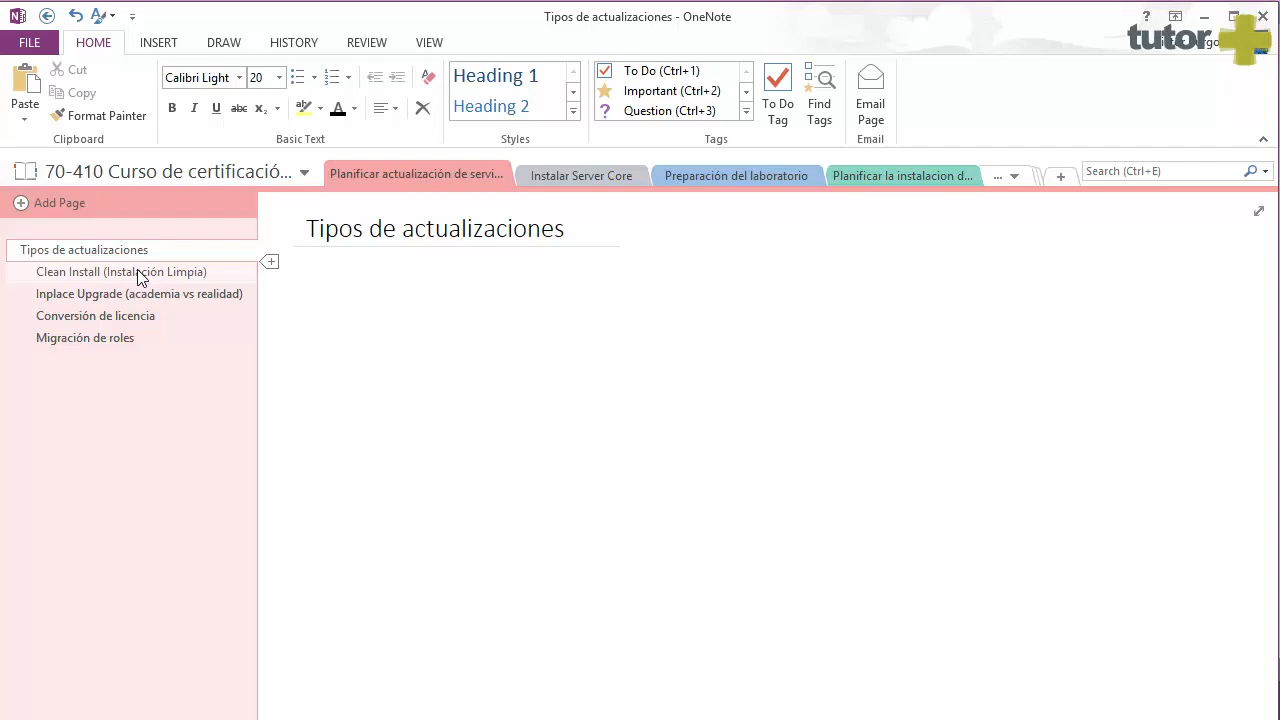 Tipos de actualizaciones - OneNote
?
tutor
FILE HOME INSERT DRAW HISTORY REVIEW VIEW
Paste
Cut
Copy
Format Painter
Clipboard
Calibri Light 20
B I U abc x₂ A
Basic Text
Heading 1
Heading 2
Styles
To Do (Ctrl+1)
Important (Ctrl+2)
? Question (Ctrl+3)
Tags
To Do Tag
Find Tags
Email Page
Email
70-410 Curso de certificació...
Planificar actualización de servi...
Instalar Server Core
Preparación del laboratorio
Planificar la instalacion d...
...
Search (Ctrl+E)
Add Page
Tipos de actualizaciones
Clean Install (Instalación Limpia)
Inplace Upgrade (academia vs realidad)
Conversión de licencia
Migración de roles
Tipos de actualizaciones